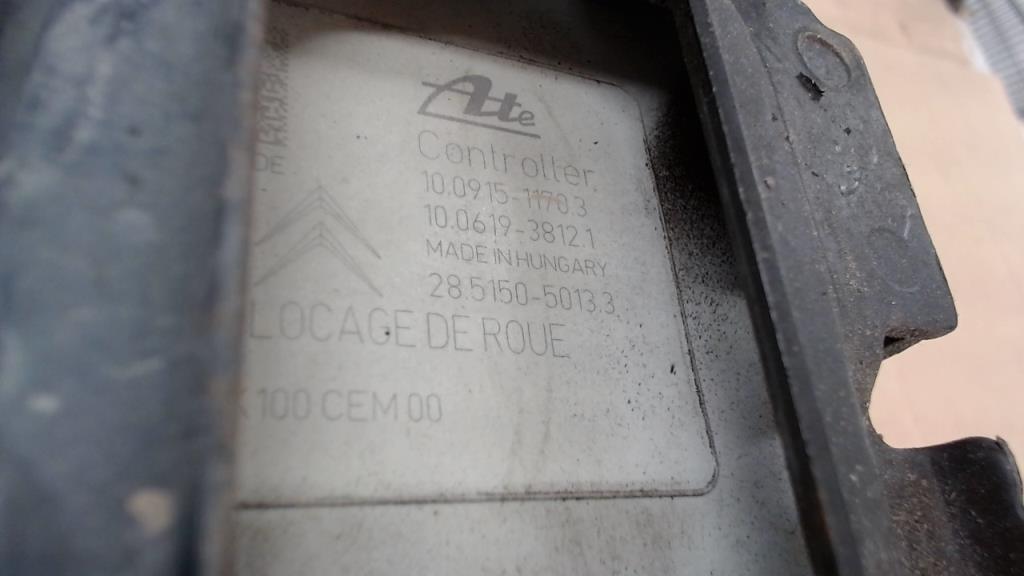 Ate
Controller
10.0915-1170.3
10.0619-3812.1
MADE IN HUNGARY
28.5150-5013.3
LOCAGE DE ROUE
100 CEM 00
DE